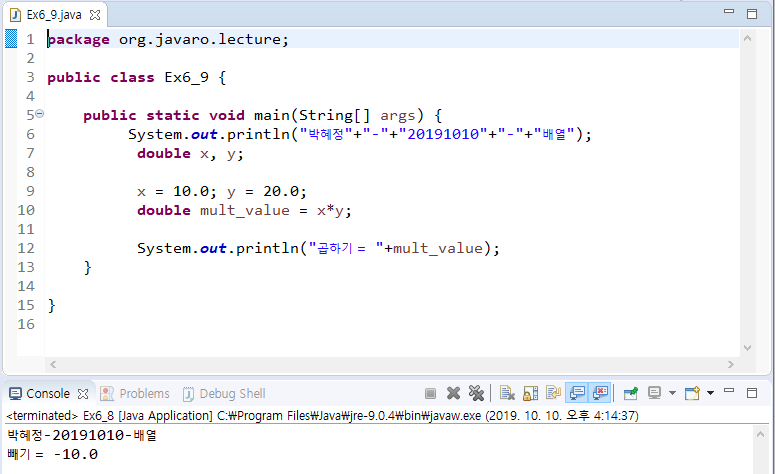 Ex6_9.java
1 package org.javaro.lecture;
2
3 public class Ex6_9 {
4
5 public static void main(String[] args) {
6 System.out.println("박혜정"+"-"+"20191010"+"-"+"배열");
7 double x, y;
8
9 x = 10.0; y = 20.0;
10 double mult_value = x*y;
11
12 System.out.println("곱하기 = "+mult_value);
13 }
14
15 }
16
Console Problems Debug Shell
<terminated> Ex6_8 [Java Application] C:₩Program Files₩Java₩jre-9.0.4₩bin₩javaw.exe (2019. 10. 10. 오후 4:14:37)
박혜정-20191010-배열
빼기 = -10.0